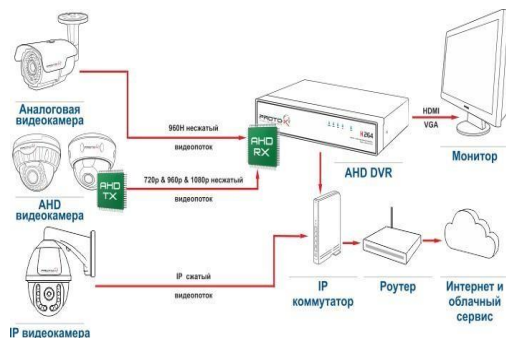 Аналоговая
видеокамера
960H несжатый
видеопоток
AHD
RX
PROTO
H264
AHD DVR
HDMI
VGA
Монитор
AHD
TX
720p & 960p & 1080p несжатый
видеопоток
AHD
видеокамера
IP сжатый
видеопоток
IP видеокамера
IP
коммутатор
Роутер
Интернет и
облачный
сервис